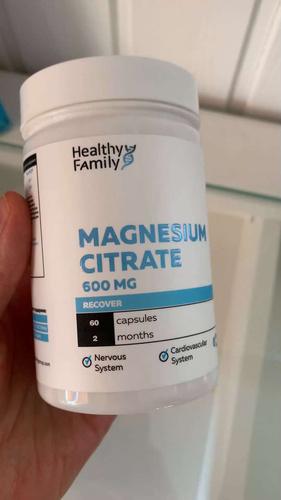 Healthy
Family
MAGNESIUM
CITRATE
600 MG
RECOVER
60 capsules
2 months
Nervous
System
Cardiovascular
System